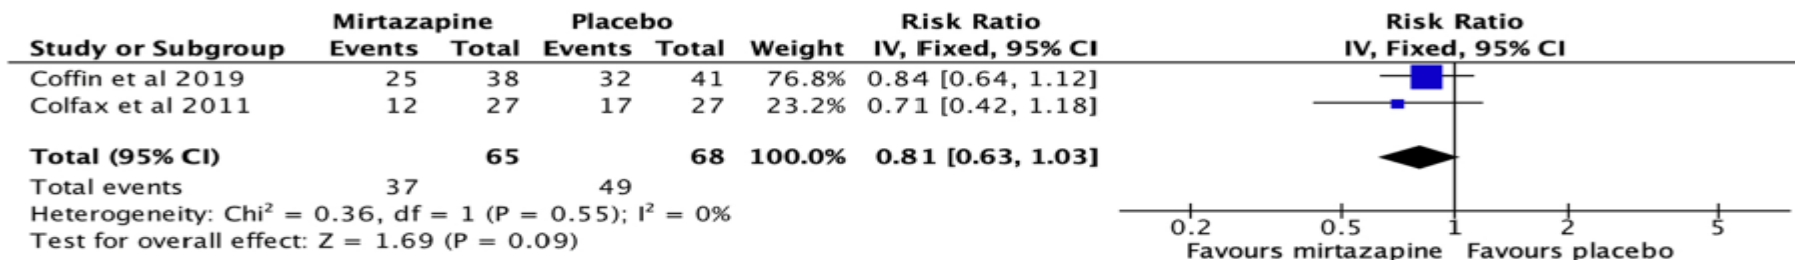 Mirtazapine Placebo Risk Ratio Risk Ratio
Study or Subgroup Events Total Events Total Weight IV, Fixed, 95% CI IV, Fixed, 95% CI
Coffin et al 2019 25 38 32 41 76.8% 0.84 [0.64, 1.12]
Colfax et al 2011 12 27 17 27 23.2% 0.71 [0.42, 1.18]
Total (95% CI) 65 68 100.0% 0.81 [0.63, 1.03]
Total events 37 49
Heterogeneity: Chi² = 0.36, df = 1 (P = 0.55); I² = 0%
Test for overall effect: Z = 1.69 (P = 0.09)
0.2 0.5 1 2 5
Favours mirtazapine Favours placebo